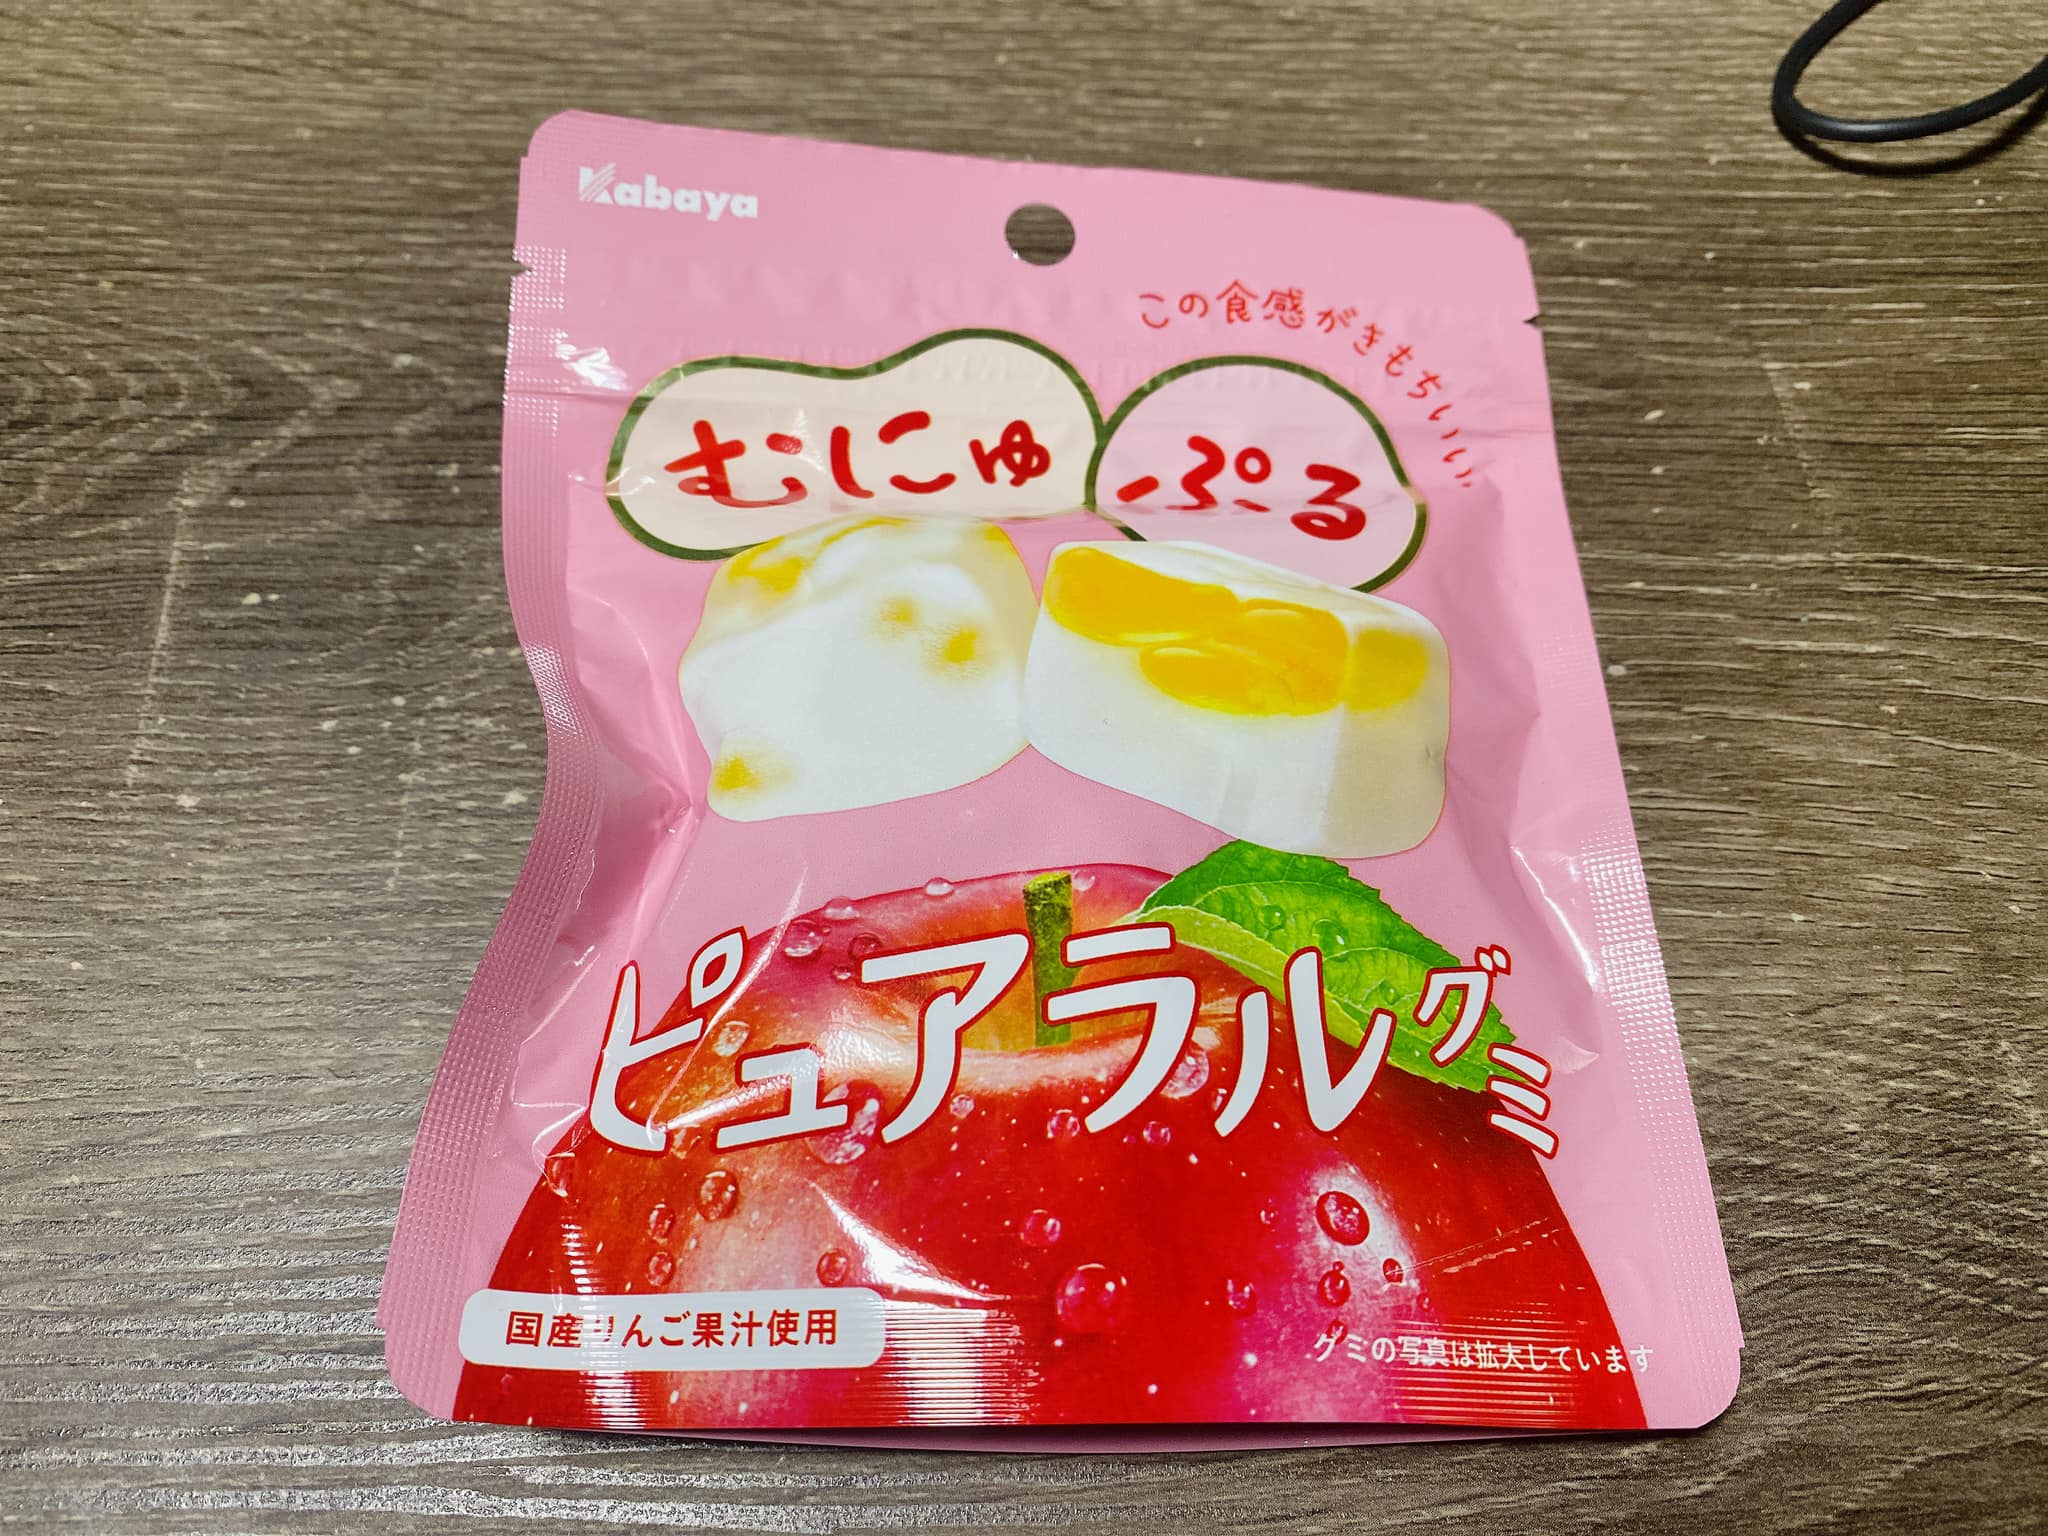 Kabaya
この食感がきもちいい
むにゅ ぷる
ピュアラルグミ
国産りんご果汁使用
グミの写真は拡大しています